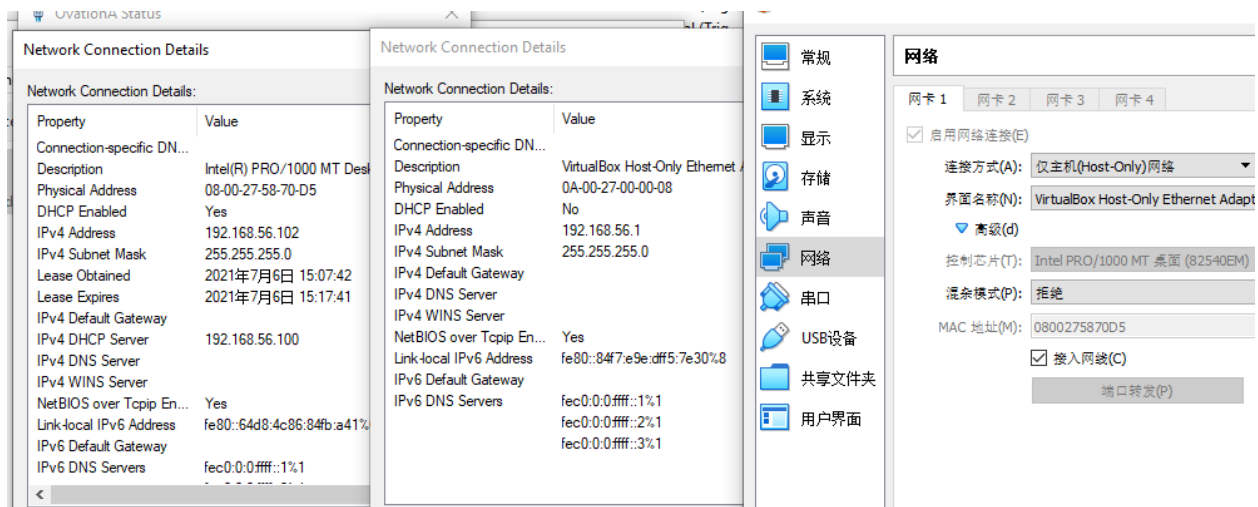 OvationA Status
Network Connection Details
Network Connection Details:
Property Value
Connection-specific DN...
Description Intel(R) PRO/1000 MT Desk
Physical Address 08-00-27-58-70-D5
DHCP Enabled Yes
IPv4 Address 192.168.56.102
IPv4 Subnet Mask 255.255.255.0
Lease Obtained 2021年7月6日 15:07:42
Lease Expires 2021年7月6日 15:17:41
IPv4 Default Gateway
IPv4 DHCP Server 192.168.56.100
IPv4 DNS Server
IPv4 WINS Server
NetBIOS over Tcpip En... Yes
Link-local IPv6 Address fe80::64d8:4c86:84fb:a41%
IPv6 Default Gateway
IPv6 DNS Servers fec0:0:0:ffff::1%1
Network Connection Details
Network Connection Details:
Property Value
Connection-specific DN...
Description VirtualBox Host-Only Ethernet
Physical Address 0A-00-27-00-00-08
DHCP Enabled No
IPv4 Address 192.168.56.1
IPv4 Subnet Mask 255.255.255.0
IPv4 Default Gateway
IPv4 DNS Server
IPv4 WINS Server
NetBIOS over Tcpip En... Yes
Link-local IPv6 Address fe80::84f7:e9e:dff5:7e30%8
IPv6 Default Gateway
IPv6 DNS Servers fec0:0:0:ffff::1%1
fec0:0:0:ffff::2%1
fec0:0:0:ffff::3%1
常规
系统
显示
存储
声音
网络
串口
USB设备
共享文件夹
用户界面
网络
网卡 1 网卡 2 网卡 3 网卡 4
启用网络连接(E)
连接方式(A): 仅主机(Host-Only)网络
界面名称(N): VirtualBox Host-Only Ethernet Adapt
高级(d)
控制芯片(T): Intel PRO/1000 MT 桌面 (82540EM)
混杂模式(P): 拒绝
MAC 地址(M): 0800275870D5
接入网线(C)
端口转发(P)